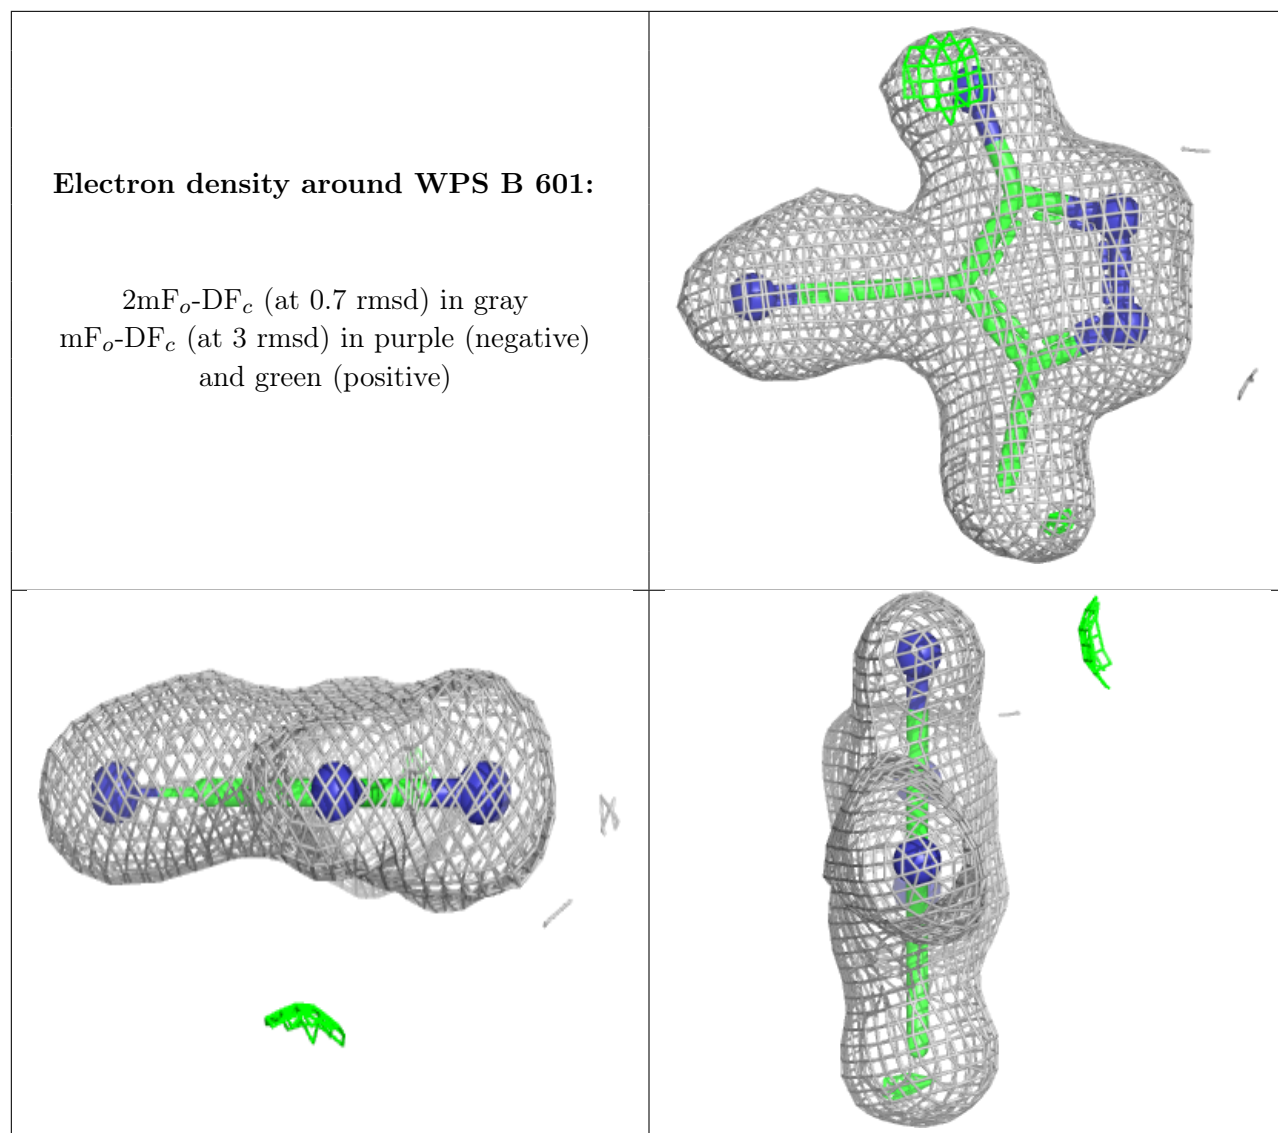 Electron density around WPS B 601:
2mFo-DFc (at 0.7 rmsd) in gray
mFo-DFc (at 3 rmsd) in purple (negative)
and green (positive)